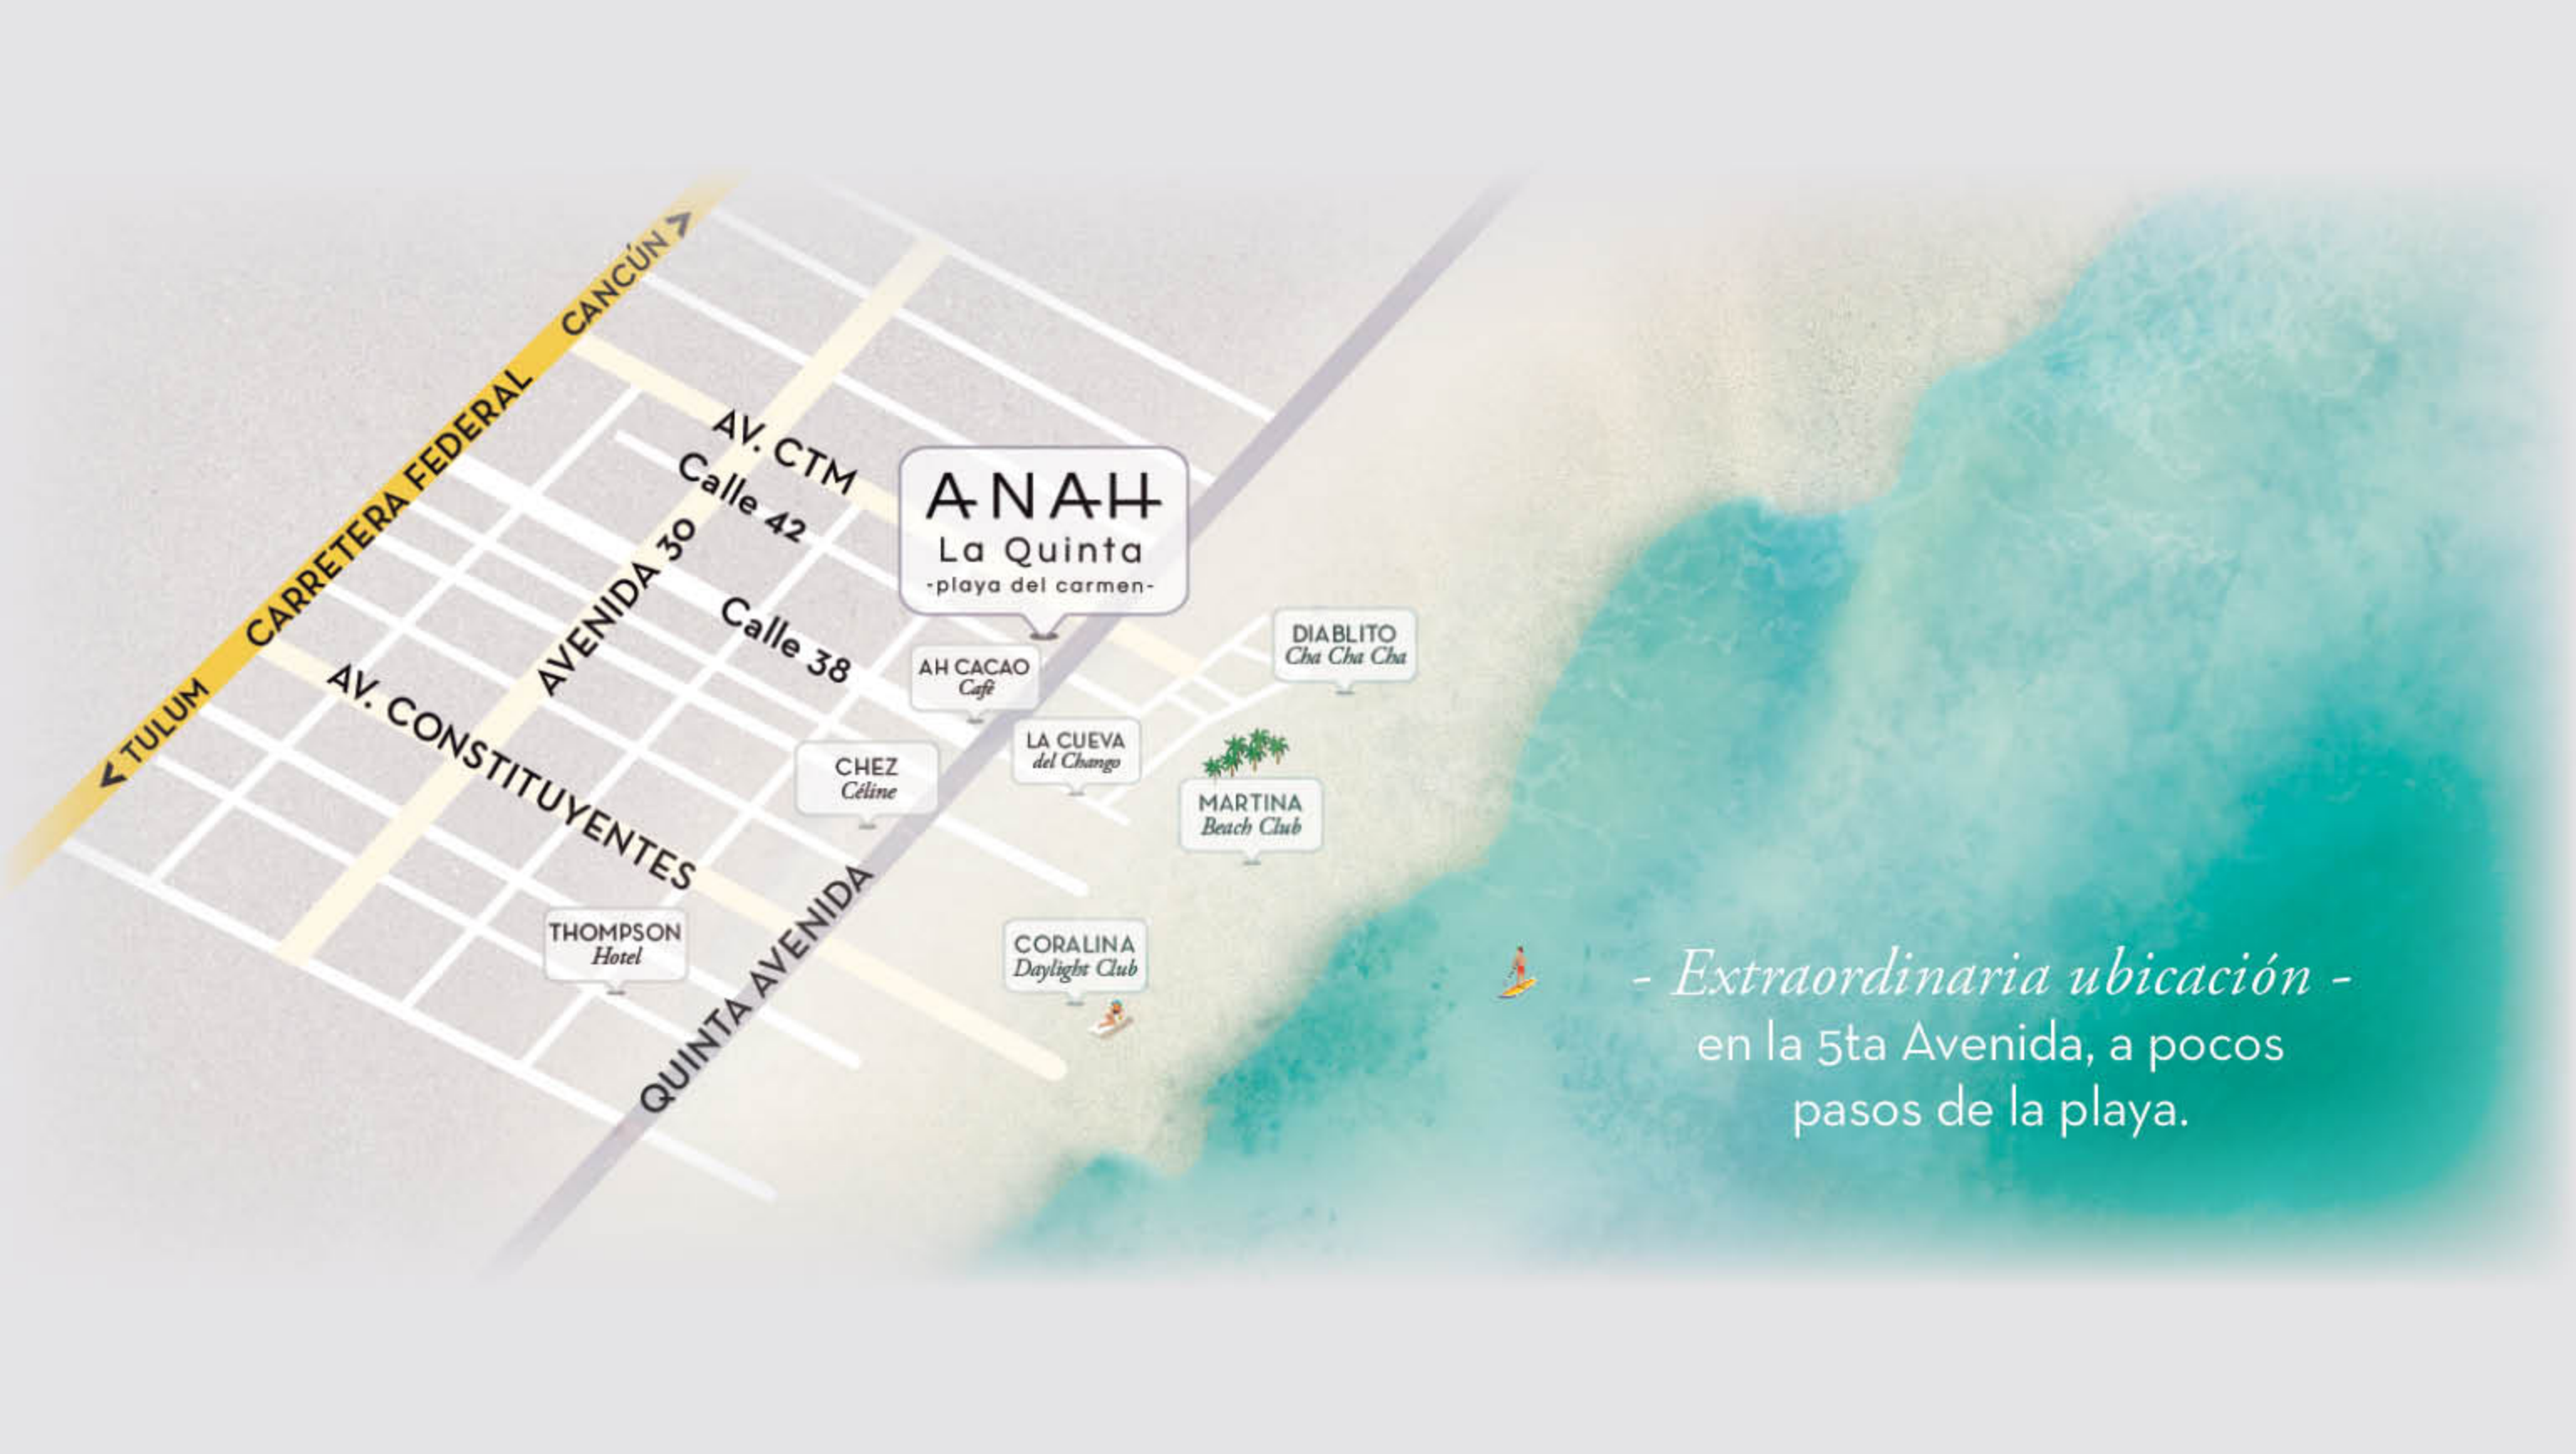 CANCÚN >
CARRETERA FEDERAL
< TULUM
AV. CTM
Calle 42
AVENIDA 30
Calle 38
AV. CONSTITUYENTES
QUINTA AVENIDA
ANAH
La Quinta
-playa del carmen-
AH CACAO
Café
DIABLITO
Cha Cha Cha
LA CUEVA
del Chango
CHEZ
Céline
MARTINA
Beach Club
THOMPSON
Hotel
CORALINA
Daylight Club
- Extraordinaria ubicación -
en la 5ta Avenida, a pocos
pasos de la playa.